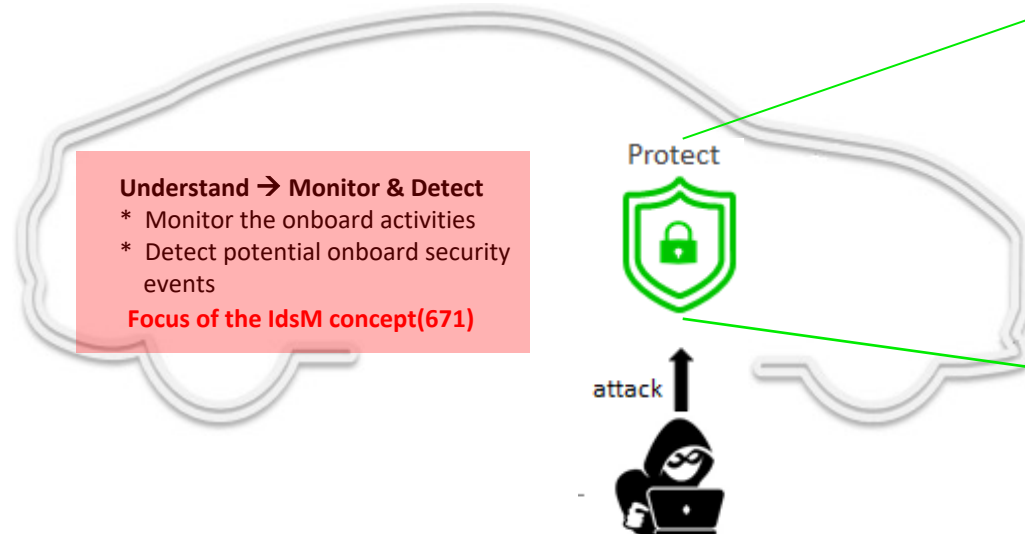 Protect
Understand → Monitor & Detect
* Monitor the onboard activities
* Detect potential onboard security
events
Focus of the IdsM concept(671)
attack
-